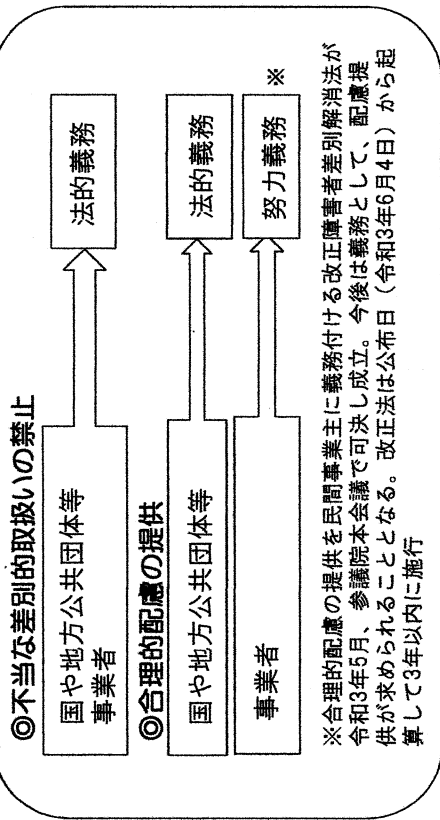 ◎不当な差別的取扱いの禁止
国や地方公共団体等
事業者
法的義務
◎合理的配慮の提供
国や地方公共団体等
法的義務
事業者
努力義務
※
※合理的配慮の提供を民間事業主に義務付ける改正障害者差別解消法が
令和3年5月、参議院本会議で可決し成立。今後は義務として、配慮提
供が求められることとなる。改正法は公布日（令和3年6月4日）から起
算して3年以内に施行